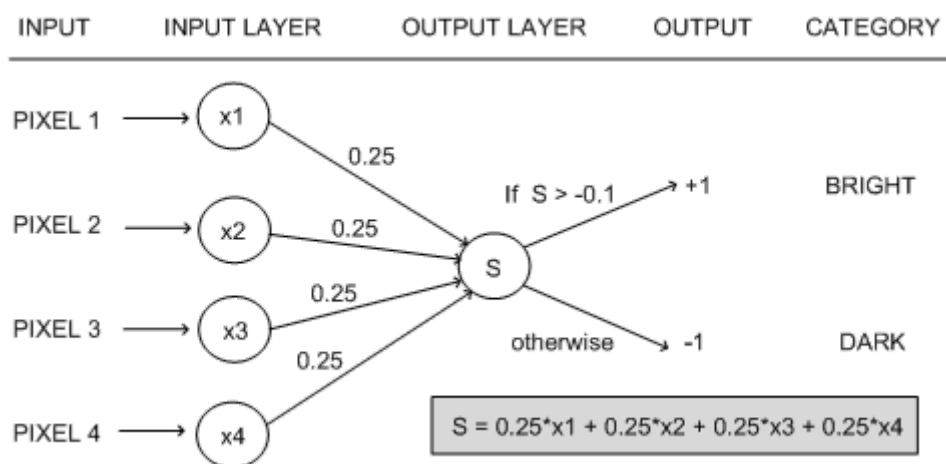 INPUT INPUT LAYER OUTPUT LAYER OUTPUT CATEGORY
PIXEL 1 x1
0.25
If S > -0.1 +1 BRIGHT
PIXEL 2 x2 0.25
S
0.25
PIXEL 3 x3
otherwise -1 DARK
0.25
PIXEL 4 x4
S = 0.25*x1 + 0.25*x2 + 0.25*x3 + 0.25*x4